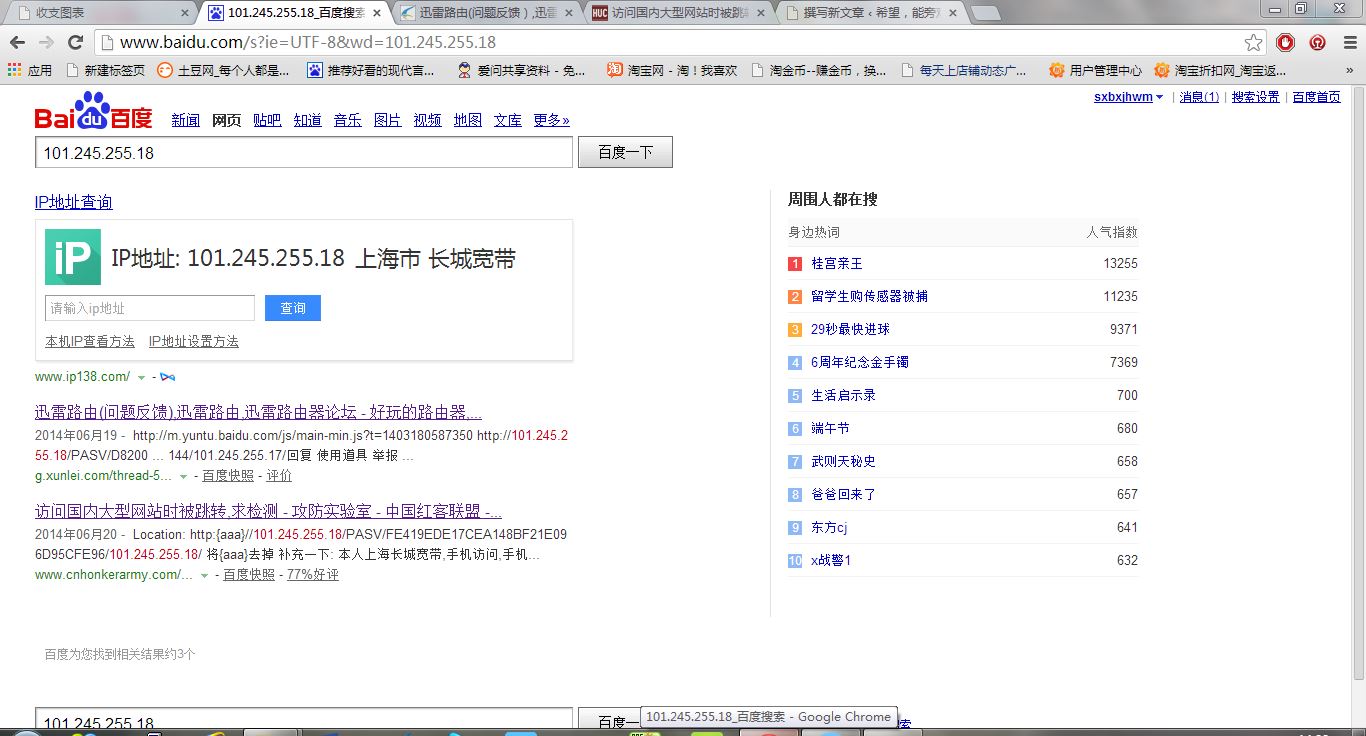 收支图表
101.245.255.18_百度搜索
迅雷路由(问题反馈）,迅雷
访问国内大型网站时被跳转
撰写新文章 ‹ 希望，能旁
www.baidu.com/s?ie=UTF-8&wd=101.245.255.18
应用 新建标签页 土豆网_每个人都是... 推荐好看的现代言... 爱问共享资料 - 免... 淘宝网 - 淘！我喜欢 淘金币--赚金币，换... 每天上店铺动态广... 用户管理中心 淘宝折扣网_淘宝返... »
sxbxjhwm | 消息(1) | 搜索设置 | 百度首页
Bai du 百度 新闻 网页 贴吧 知道 音乐 图片 视频 地图 文库 更多»
101.245.255.18 百度一下
IP地址查询
iP IP地址: 101.245.255.18 上海市 长城宽带
请输入ip地址 查询
本机IP查看方法 IP地址设置方法
www.ip138.com/ -
迅雷路由(问题反馈),迅雷路由,迅雷路由器论坛 - 好玩的路由器,...
2014年06月19 - http://m.yuntu.baidu.com/js/main-min.js?t=1403180587350 http://101.245.2
55.18/PASV/D8200 ... 144/101.245.255.17/回复 使用道具 举报 ...
g.xunlei.com/thread-5... - 百度快照 - 评价
访问国内大型网站时被跳转,求检测 - 攻防实验室 - 中国红客联盟 -...
2014年06月20 - Location: http:{aaa}//101.245.255.18/PASV/FE419EDE17CEA148BF21E09
6D95CFE96/101.245.255.18/ 将{aaa}去掉 补充一下: 本人上海长城宽带,手机访问,手机...
www.cnhonkerarmy.com/... - 百度快照 - 77%好评
百度为您找到相关结果约3个
周围人都在搜
身边热词 人气指数
1 桂宫亲王 13255
2 留学生购传感器被捕 11235
3 29秒最快进球 9371
4 6周年纪念金手镯 7369
5 生活启示录 700
6 端午节 680
7 武则天秘史 658
8 爸爸回来了 657
9 东方cj 641
10 x战警1 632
101.245.255.18 百度一
101.245.255.18_百度搜索 - Google Chrome
索